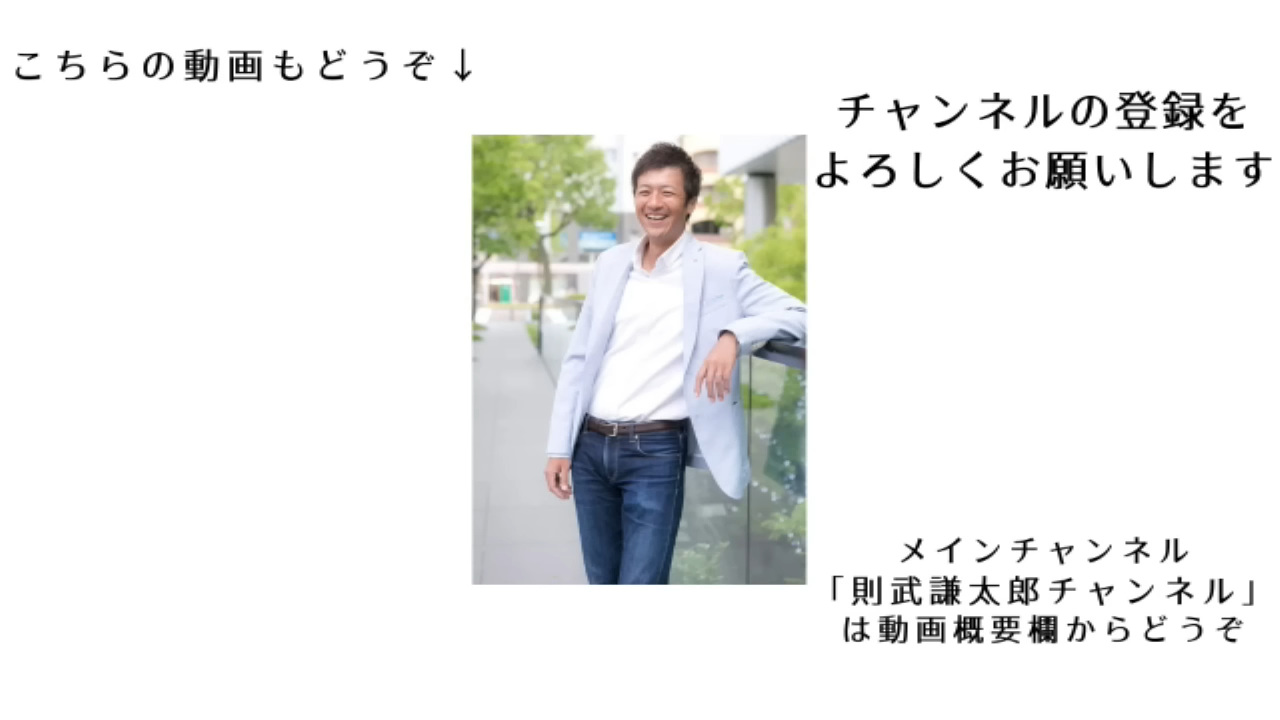 こちらの動画もどうぞ↓
チャンネルの登録を
よろしくお願いします
メインチャンネル
「則武謙太郎チャンネル」
は動画概要欄からどうぞ